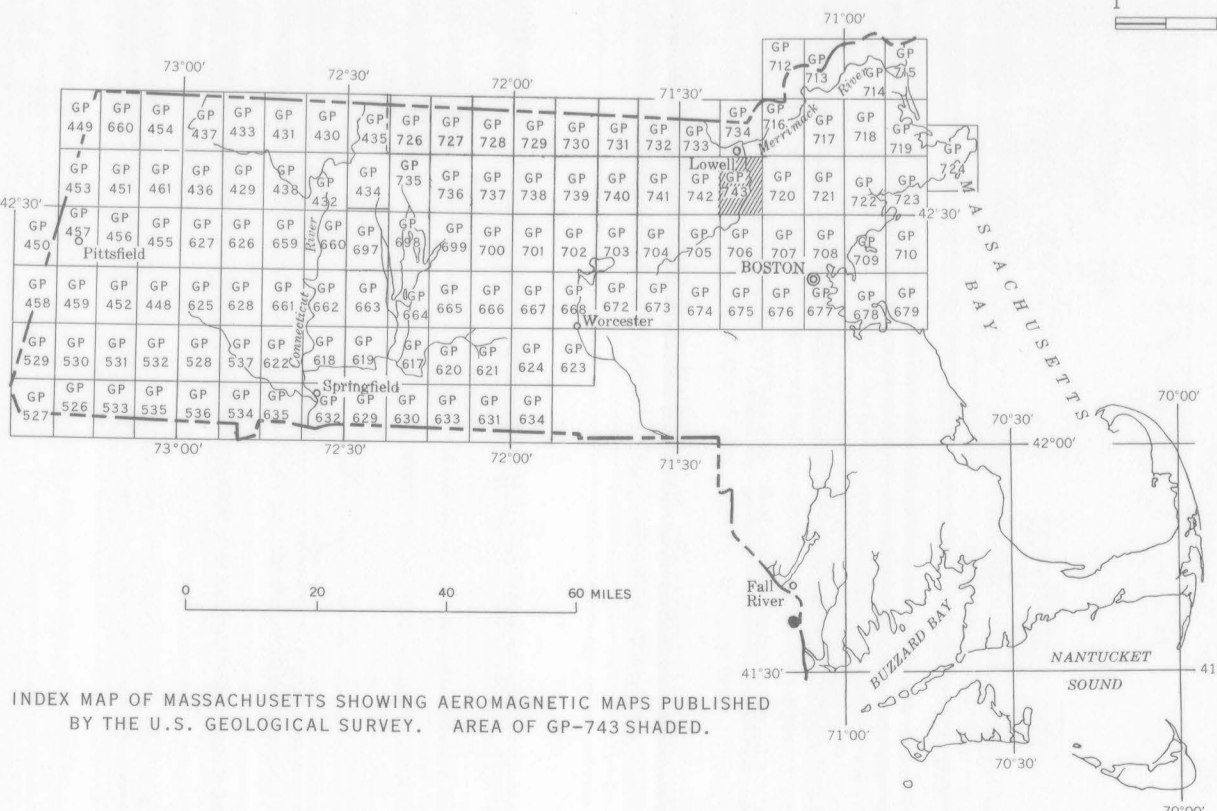 1
71°00'
GP 712
GP 713
River
GP 714
GP 715
73°00'
72°30'
72°00'
71°30'
GP 449
GP 660
GP 454
GP 437
GP 433
GP 431
GP 430
GP 435
GP 726
GP 727
GP 728
GP 729
GP 730
GP 731
GP 732
GP 733
GP 734
GP 716
Merrimack
GP 717
GP 718
GP 719
Lowell
GP 453
GP 451
GP 461
GP 436
GP 429
GP 438
GP 432
GP 434
GP 735
GP 736
GP 737
GP 738
GP 739
GP 740
GP 741
GP 742
GP 743
GP 720
GP 721
GP 722
GP 723
724
42°30'
42°30'
GP 450
GP 457
GP 456
GP 455
GP 627
GP 626
GP 659
GP 660
GP 697
GP 698
GP 699
GP 700
GP 701
GP 702
GP 703
GP 704
GP 705
GP 706
GP 707
GP 708
GP 709
GP 710
Pittsfield
River
BOSTON
MASSACHUSETTS
BAY
GP 458
GP 459
GP 452
GP 448
GP 625
GP 628
GP 661
GP 662
GP 663
GP 664
GP 665
GP 666
GP 667
GP 668
GP 672
GP 673
GP 674
GP 675
GP 676
GP 677
GP 678
GP 679
Worcester
Connecticut
GP 529
GP 530
GP 531
GP 532
GP 528
GP 537
GP 622
GP 618
GP 619
GP 617
GP 620
GP 621
GP 624
GP 623
Springfield
GP 527
GP 526
GP 533
GP 535
GP 536
GP 534
GP 635
GP 632
GP 629
GP 630
GP 633
GP 631
GP 634
73°00'
72°30'
72°00'
71°30'
70°30'
70°00'
42°00'
0 20 40 60 MILES
Fall
River
BUZZARD BAY
NANTUCKET
SOUND
41°30'
41
71°00'
70°30'
INDEX MAP OF MASSACHUSETTS SHOWING AEROMAGNETIC MAPS PUBLISHED
BY THE U.S. GEOLOGICAL SURVEY. AREA OF GP-743 SHADED.